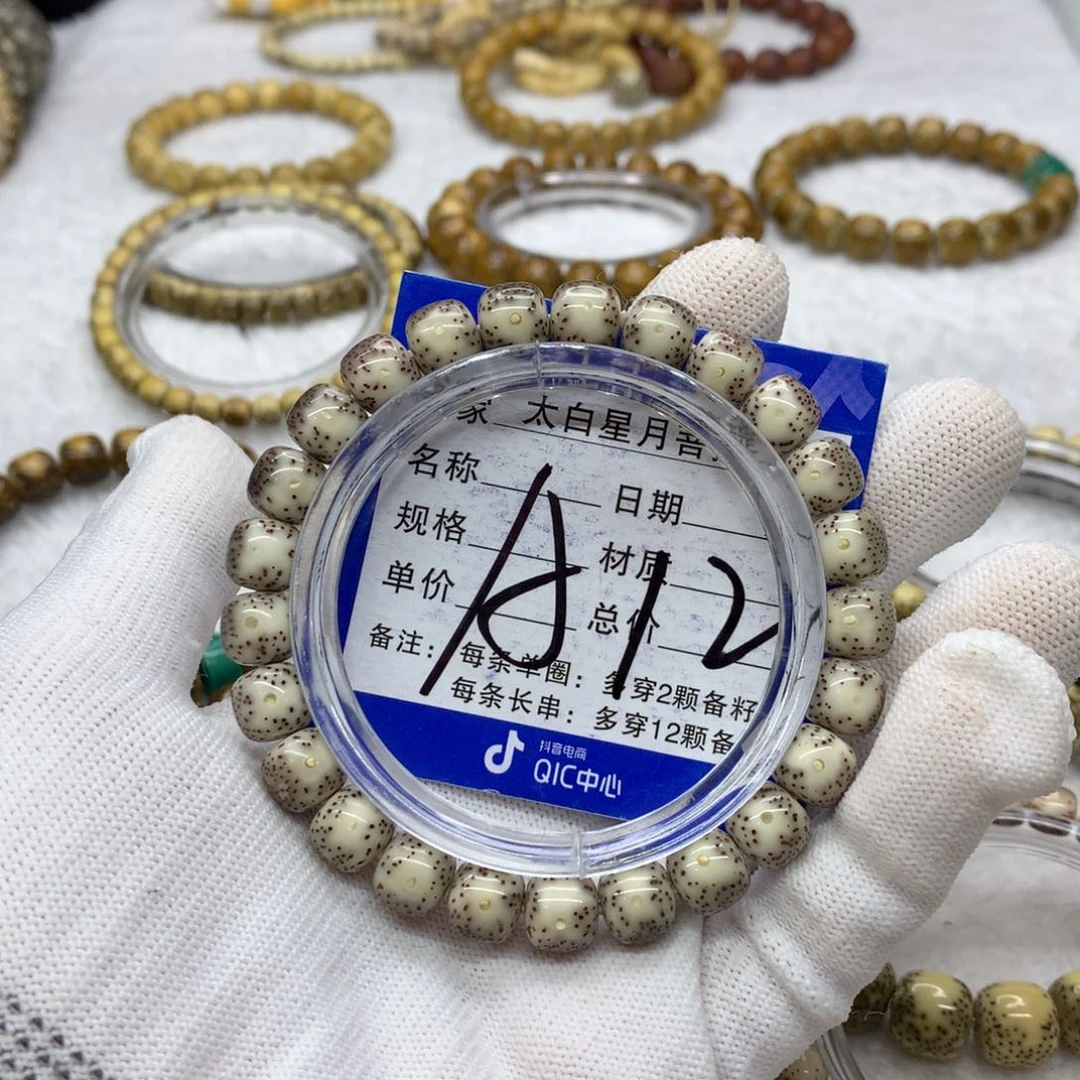 家 太白星月菩
名称 日期
规格 材质
单价 总价
A12
备注：每条单圈：多穿2颗备籽
每条长串：多穿12颗备
抖音电商
QIC中心